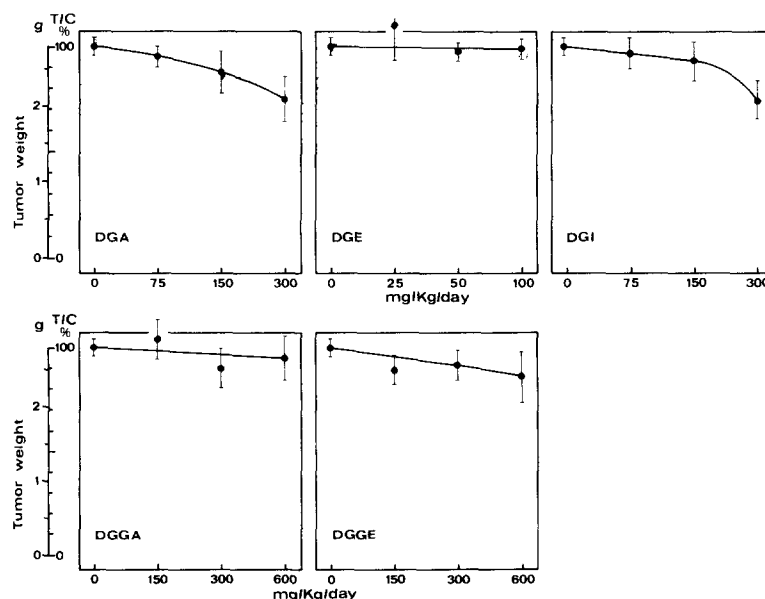 g T/C
%
100
2
1
0 0
Tumor weight
DGA
DGE
DGI
0 75 150 300
0 25 50 100
0 75 150 300
mg/Kg/day
g T/C
%
100
2
1
0 0
Tumor weight
DGGA
DGGE
0 150 300 600
0 150 300 600
mg/Kg/day